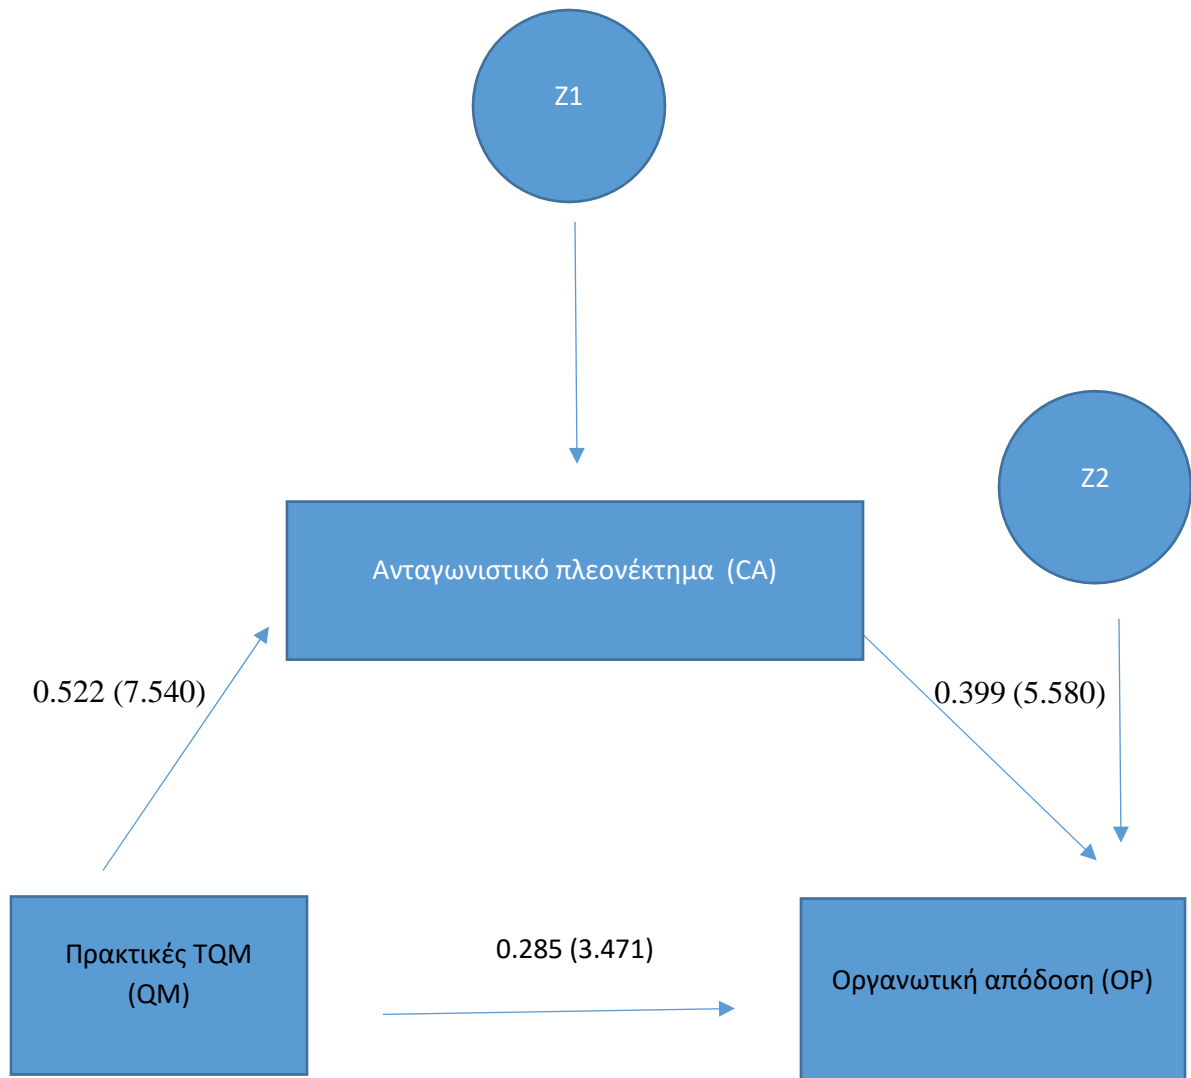 Z1
Z2
Ανταγωνιστικό πλεονέκτημα (CA)
0.522 (7.540)
0.399 (5.580)
Πρακτικές TQM
(QM)
0.285 (3.471)
Οργανωτική απόδοση (OP)